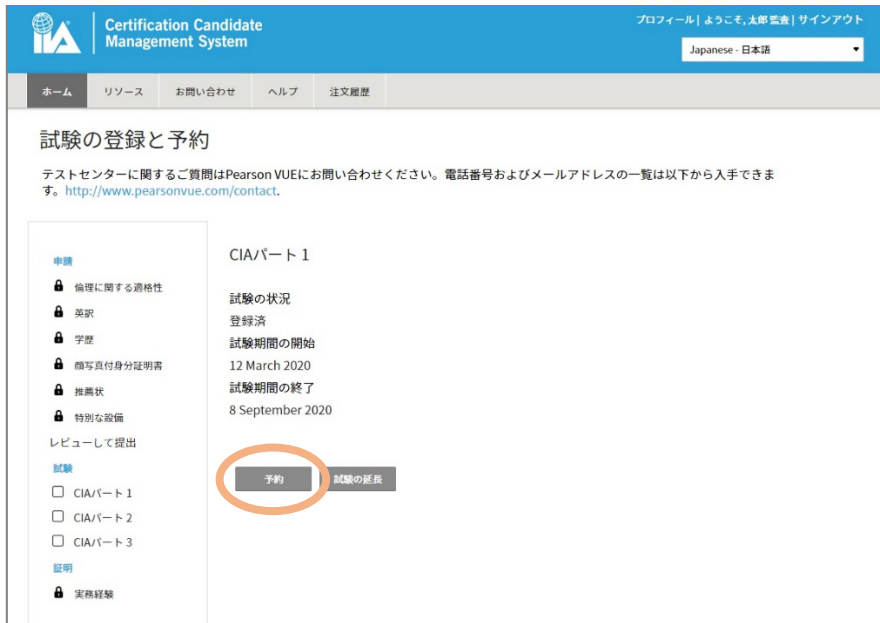 IIA
Certification Candidate
Management System
プロフィール | ようこそ, 太郎 監査 | サインアウト
Japanese - 日本語
ホーム リソース お問い合わせ ヘルプ 注文履歴
試験の登録と予約
テストセンターに関するご質問はPearson VUEにお問い合わせください。電話番号およびメールアドレスの一覧は以下から入手できま
す。http://www.pearsonvue.com/contact.
申請
倫理に関する適格性
英訳
学歴
顔写真付身分証明書
推薦状
特別な設備
レビューして提出
試験
CIAパート 1
CIAパート 2
CIAパート 3
証明
実務経験
CIAパート 1
試験の状況
登録済
試験期間の開始
12 March 2020
試験期間の終了
8 September 2020
予約 試験の延長